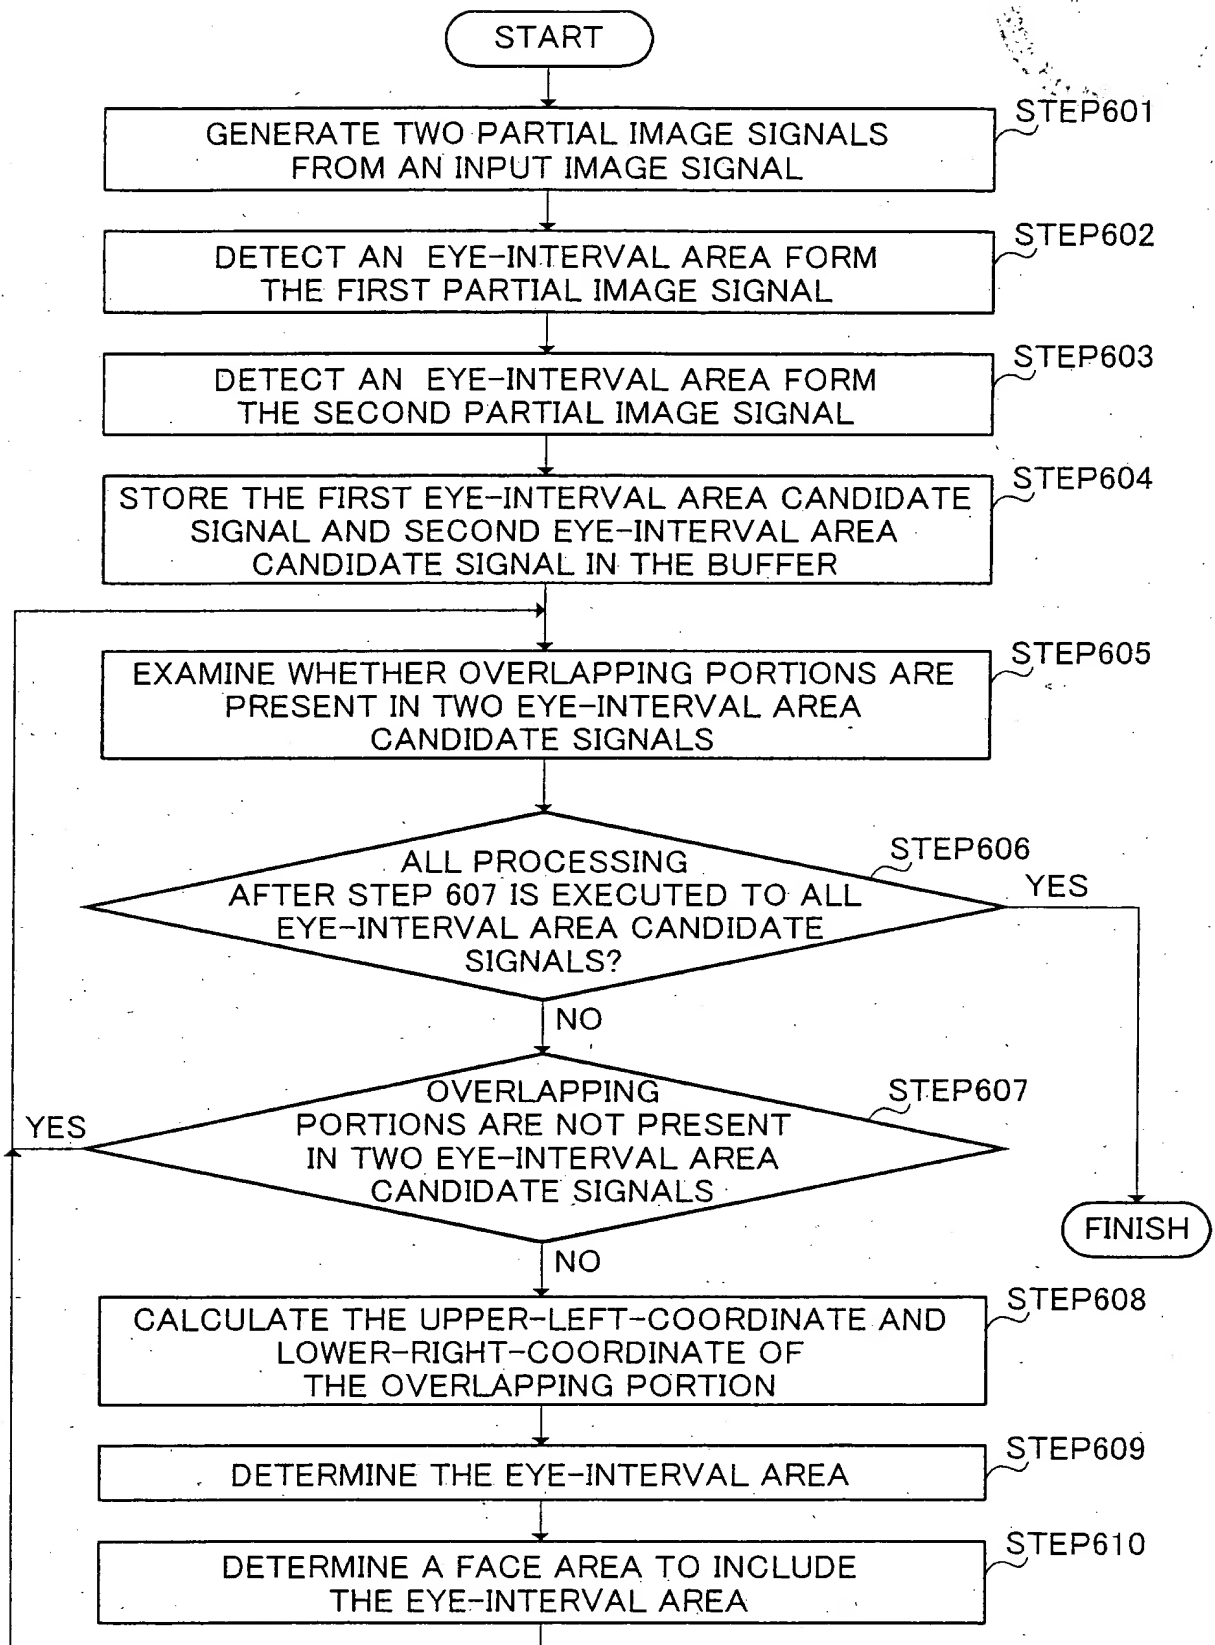 START
STEP601
GENERATE TWO PARTIAL IMAGE SIGNALS
FROM AN INPUT IMAGE SIGNAL
STEP602
DETECT AN EYE-INTERVAL AREA FORM
THE FIRST PARTIAL IMAGE SIGNAL
STEP603
DETECT AN EYE-INTERVAL AREA FORM
THE SECOND PARTIAL IMAGE SIGNAL
STEP604
STORE THE FIRST EYE-INTERVAL AREA CANDIDATE
SIGNAL AND SECOND EYE-INTERVAL AREA
CANDIDATE SIGNAL IN THE BUFFER
STEP605
EXAMINE WHETHER OVERLAPPING PORTIONS ARE
PRESENT IN TWO EYE-INTERVAL AREA
CANDIDATE SIGNALS
STEP606
ALL PROCESSING
AFTER STEP 607 IS EXECUTED TO ALL
EYE-INTERVAL AREA CANDIDATE
SIGNALS?
YES
NO
STEP607
OVERLAPPING
PORTIONS ARE NOT PRESENT
IN TWO EYE-INTERVAL AREA
CANDIDATE SIGNALS
YES
FINISH
NO
STEP608
CALCULATE THE UPPER-LEFT-COORDINATE AND
LOWER-RIGHT-COORDINATE OF
THE OVERLAPPING PORTION
STEP609
DETERMINE THE EYE-INTERVAL AREA
STEP610
DETERMINE A FACE AREA TO INCLUDE
THE EYE-INTERVAL AREA